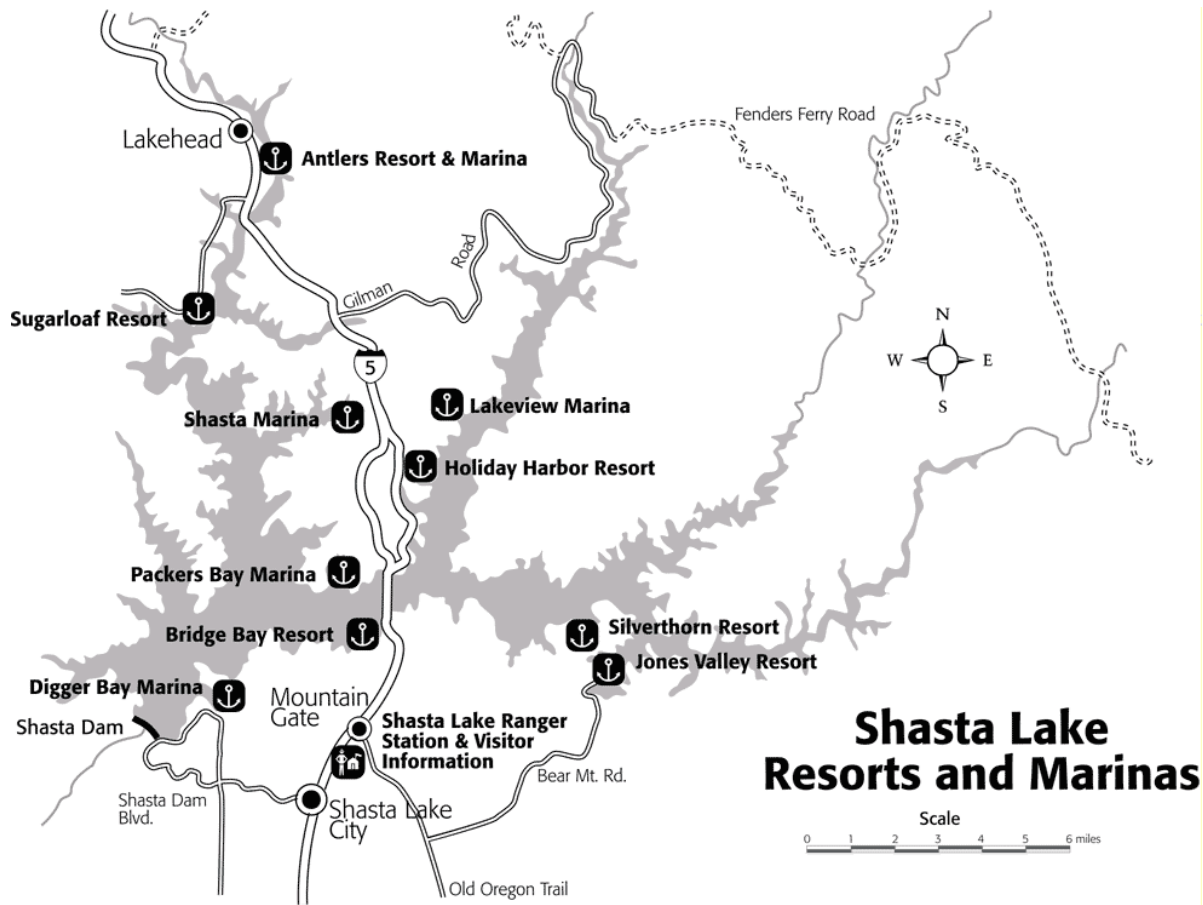 Fenders Ferry Road
Lakehead
Antlers Resort & Marina
Road
Gilman
Sugarloaf Resort
N
W
E
S
5
Lakeview Marina
Shasta Marina
Holiday Harbor Resort
Packers Bay Marina
Bridge Bay Resort
Silverthorn Resort
Jones Valley Resort
Digger Bay Marina
Mountain
Gate
Shasta Dam
Shasta Lake Ranger
Station & Visitor
Information
Bear Mt. Rd.
Shasta Dam
Blvd.
Shasta Lake
City
Old Oregon Trail
Shasta Lake
Resorts and Marinas
Scale
0 1 2 3 4 5 6 miles